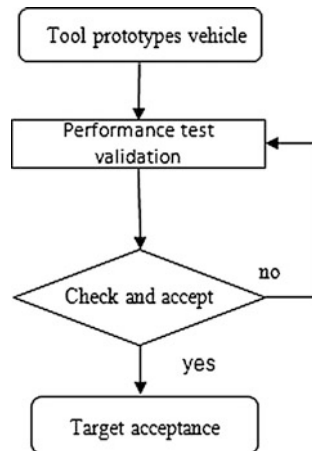 Tool prototypes vehicle
Performance test
validation
Check and accept
no
yes
Target acceptance